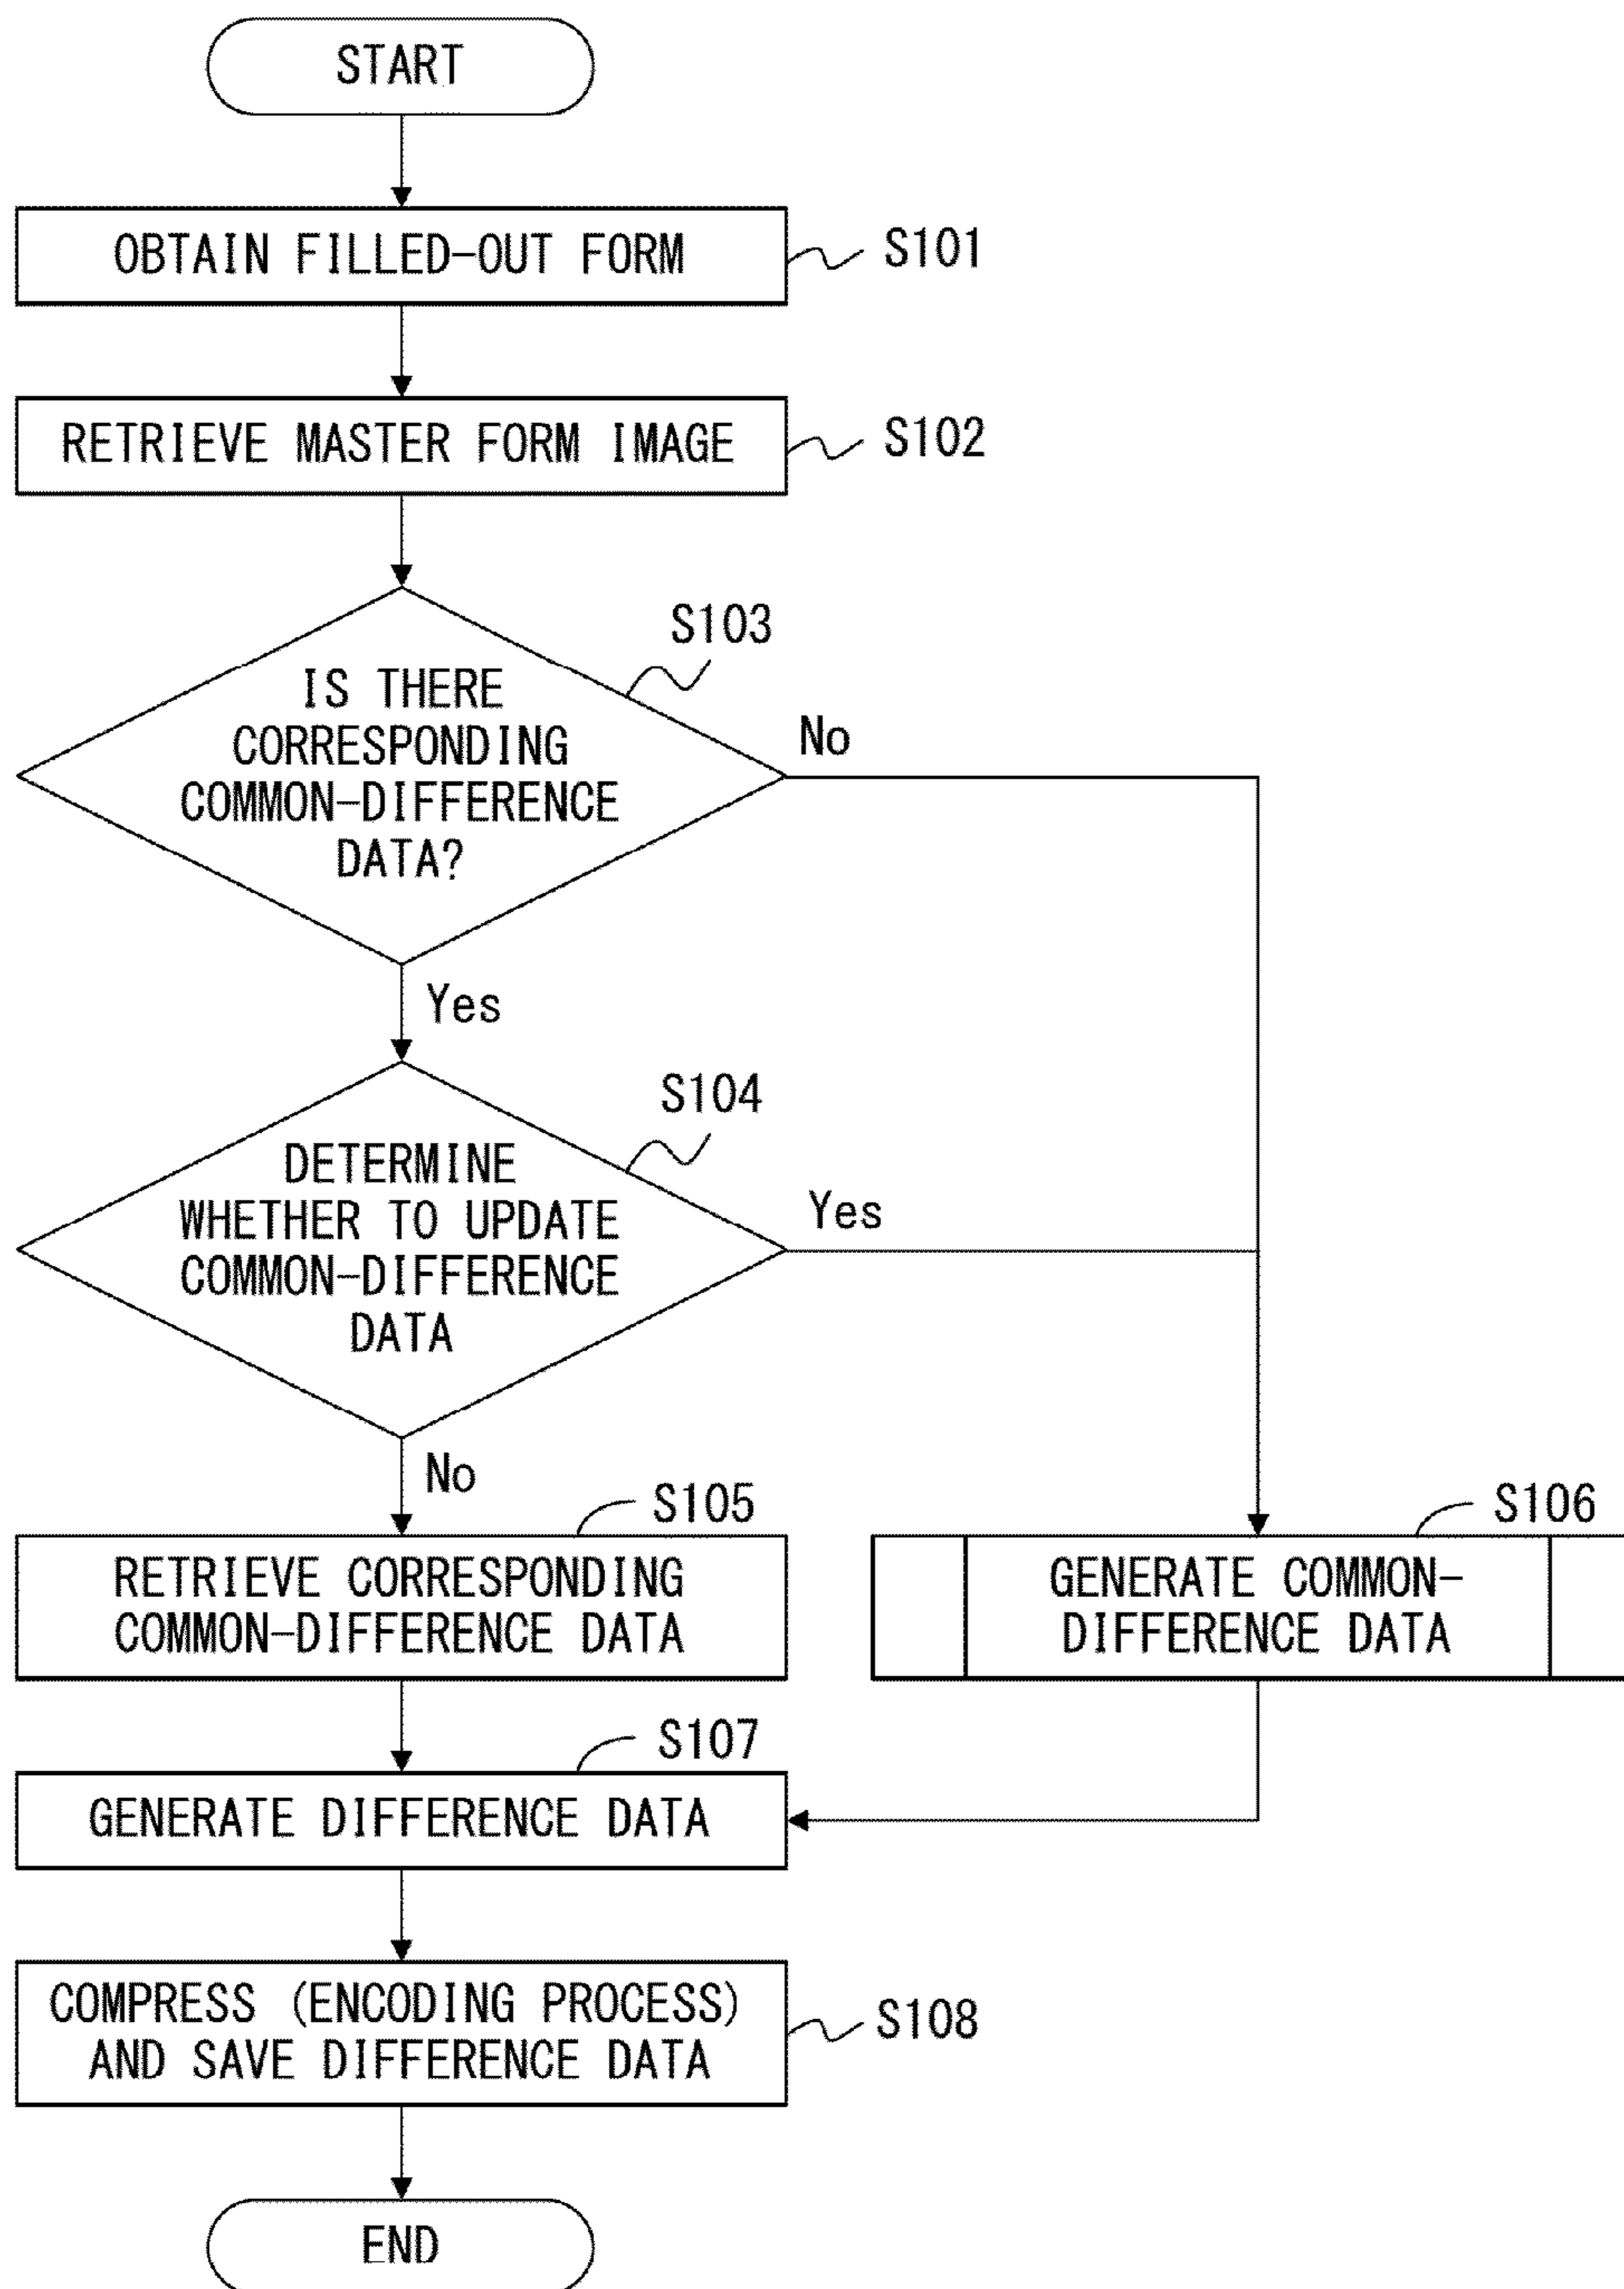 START
OBTAIN FILLED-OUT FORM
S101
RETRIEVE MASTER FORM IMAGE
S102
S103
IS THERE
CORRESPONDING
COMMON-DIFFERENCE
DATA?
No
Yes
S104
DETERMINE
WHETHER TO UPDATE
COMMON-DIFFERENCE
DATA
Yes
No
S105
RETRIEVE CORRESPONDING
COMMON-DIFFERENCE DATA
S106
GENERATE COMMON-
DIFFERENCE DATA
S107
GENERATE DIFFERENCE DATA
COMPRESS (ENCODING PROCESS)
AND SAVE DIFFERENCE DATA
S108
END